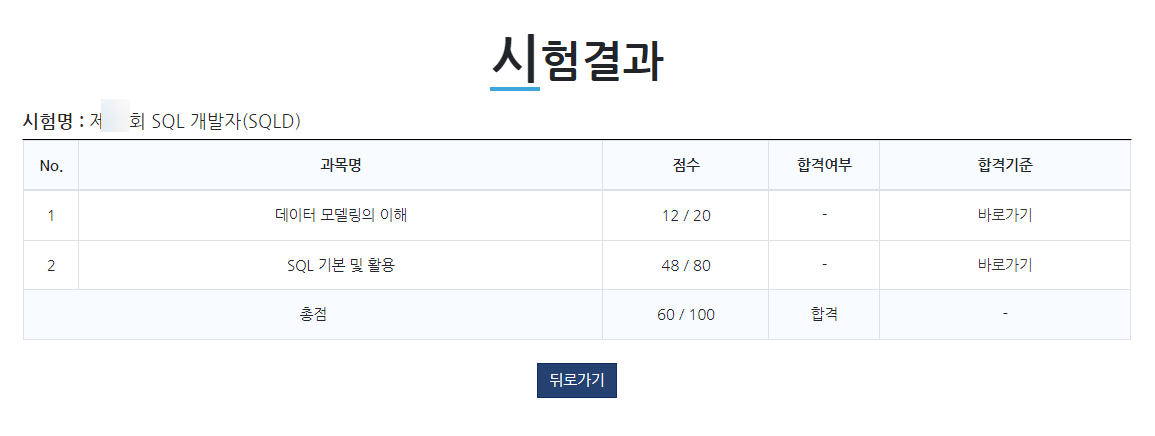 시험결과
시험명 : 제 회 SQL 개발자(SQLD)
No. 과목명 점수 합격여부 합격기준
1 데이터 모델링의 이해 12 / 20 - 바로가기
2 SQL 기본 및 활용 48 / 80 - 바로가기
총점 60 / 100 합격 -
뒤로가기